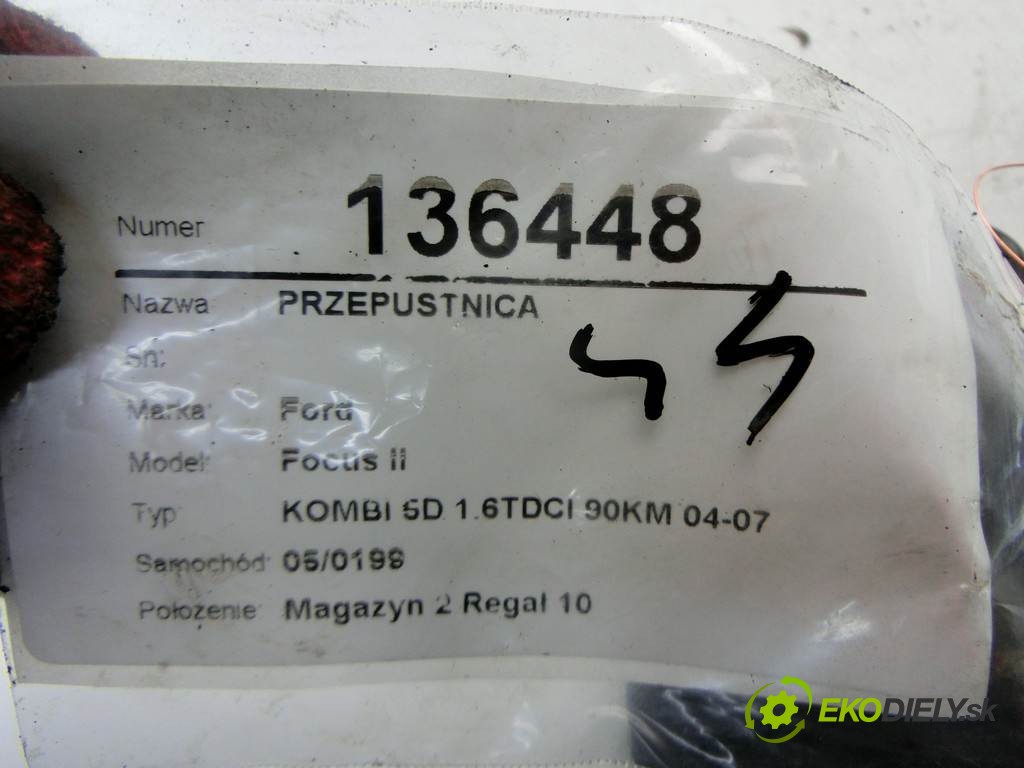 Numer 136448
Nazwa PRZEPUSTNICA
Sn:
Marka: Ford
Model: Focus II
Typ: KOMBI 5D 1.6TDCI 90KM 04-07
Samochód: 05/0199
Położenie: Magazyn 2 Regał 10
EKODIELY.sk